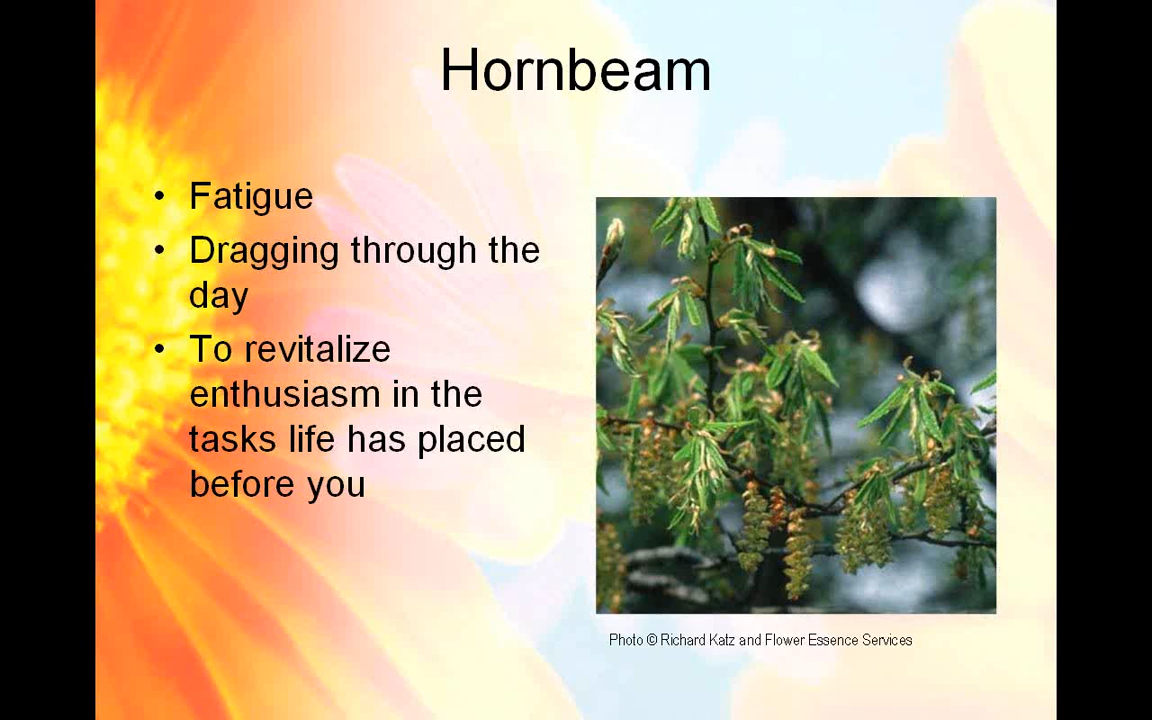 Hornbeam
• Fatigue
• Dragging through the
day
• To revitalize
enthusiasm in the
tasks life has placed
before you
Photo © Richard Katz and Flower Essence Services